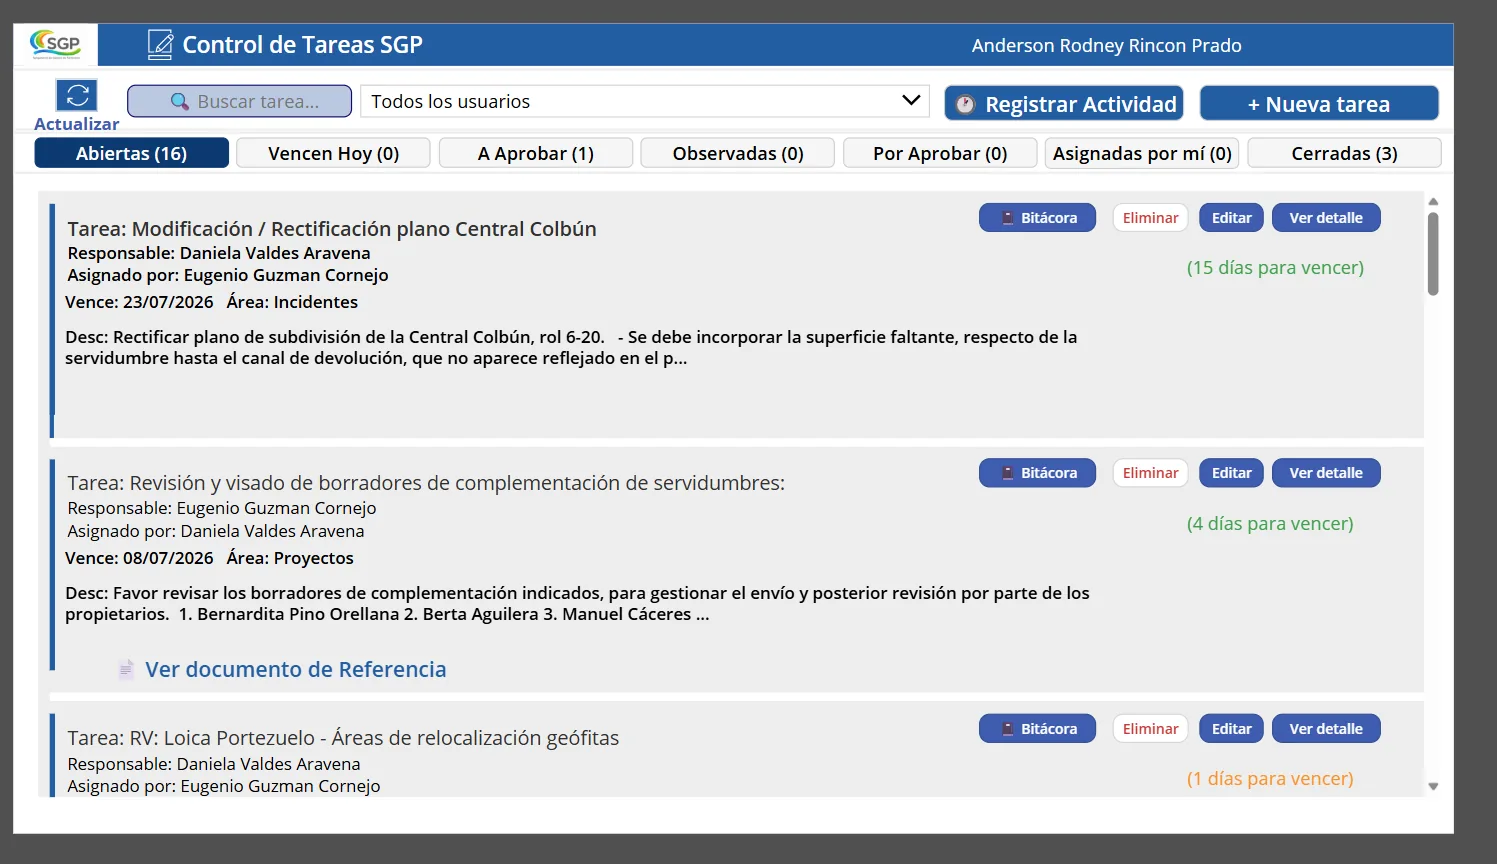 SGP
Control de Tareas SGP
Anderson Rodney Rincon Prado
Actualizar
Buscar tarea...
Todos los usuarios
Registrar Actividad
+ Nueva tarea
Abiertas (16)
Vencen Hoy (0)
A Aprobar (1)
Observadas (0)
Por Aprobar (0)
Asignadas por mí (0)
Cerradas (3)
Tarea: Modificación / Rectificación plano Central Colbún
Bitácora
Eliminar
Editar
Ver detalle
Responsable: Daniela Valdes Aravena
Asignado por: Eugenio Guzman Cornejo
(15 días para vencer)
Vence: 23/07/2026 Área: Incidentes
Desc: Rectificar plano de subdivisión de la Central Colbún, rol 6-20. - Se debe incorporar la superficie faltante, respecto de la
servidumbre hasta el canal de devolución, que no aparece reflejado en el p...
Tarea: Revisión y visado de borradores de complementación de servidumbres:
Bitácora
Eliminar
Editar
Ver detalle
Responsable: Eugenio Guzman Cornejo
Asignado por: Daniela Valdes Aravena
(4 días para vencer)
Vence: 08/07/2026 Área: Proyectos
Desc: Favor revisar los borradores de complementación indicados, para gestionar el envío y posterior revisión por parte de los
propietarios. 1. Bernardita Pino Orellana 2. Berta Aguilera 3. Manuel Cáceres ...
Ver documento de Referencia
Tarea: RV: Loica Portezuelo - Áreas de relocalización geófitas
Bitácora
Eliminar
Editar
Ver detalle
Responsable: Daniela Valdes Aravena
Asignado por: Eugenio Guzman Cornejo
(1 días para vencer)